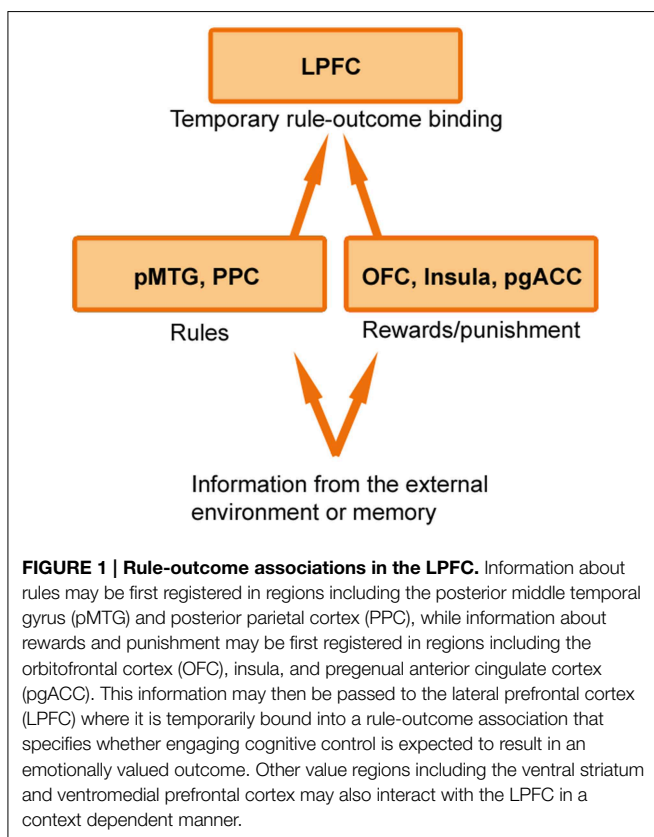 LPFC
Temporary rule-outcome binding
pMTG, PPC
OFC, Insula, pgACC
Rules
Rewards/punishment
Information from the external
environment or memory
FIGURE 1 | Rule-outcome associations in the LPFC. Information about
rules may be first registered in regions including the posterior middle temporal
gyrus (pMTG) and posterior parietal cortex (PPC), while information about
rewards and punishment may be first registered in regions including the
orbitofrontal cortex (OFC), insula, and pregenual anterior cingulate cortex
(pgACC). This information may then be passed to the lateral prefrontal cortex
(LPFC) where it is temporarily bound into a rule-outcome association that
specifies whether engaging cognitive control is expected to result in an
emotionally valued outcome. Other value regions including the ventral striatum
and ventromedial prefrontal cortex may also interact with the LPFC in a
context dependent manner.